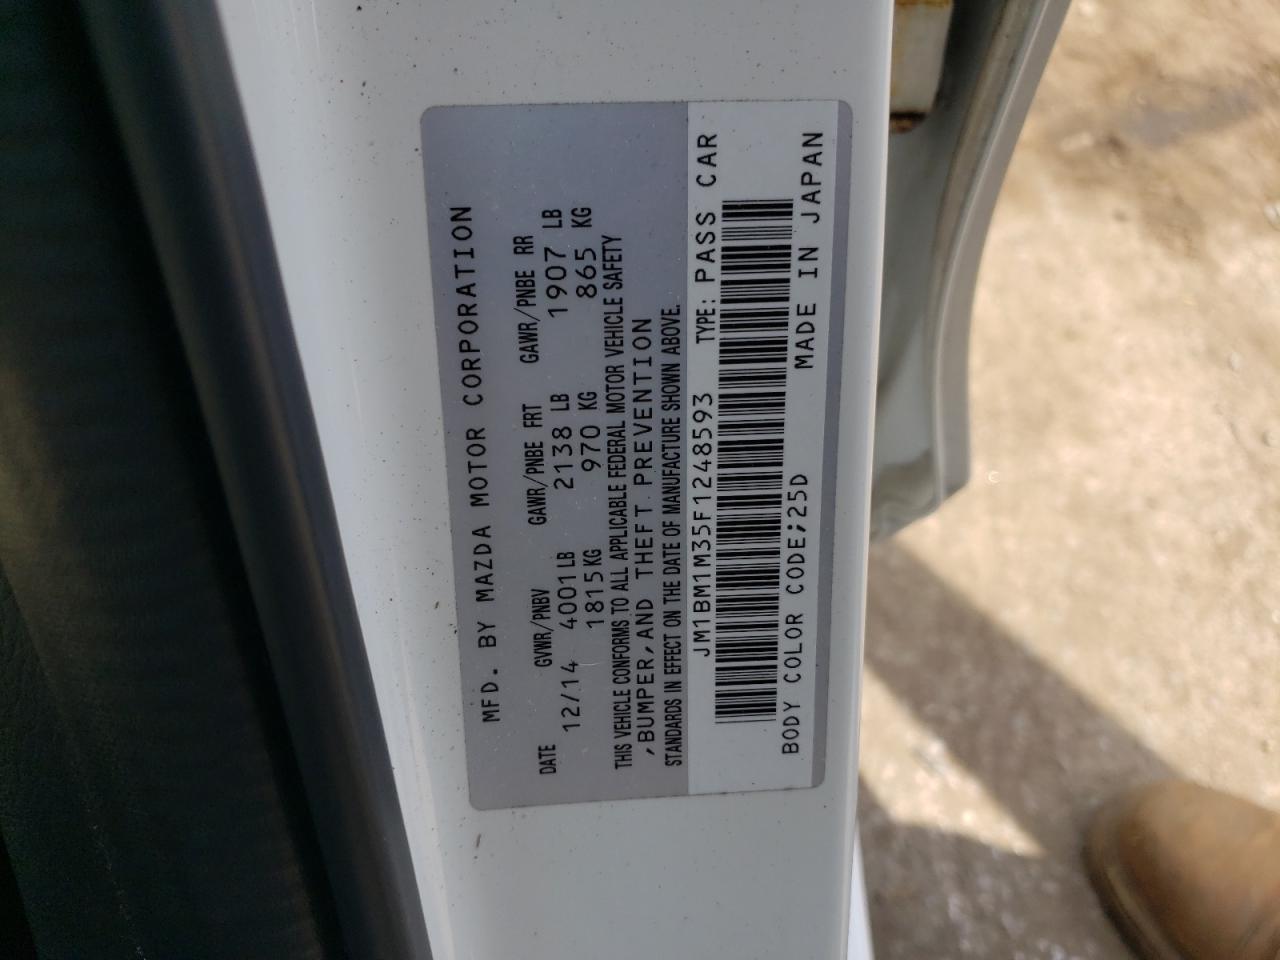 MFD. BY MAZDA MOTOR CORPORATION
DATE GVWR/PNBV GAWR/PNBE FRT GAWR/PNBE RR
12/14 4001LB 2138 LB 1907 LB
1815KG 970 KG 865 KG
THIS VEHICLE CONFORMS TO ALL APPLICABLE FEDERAL MOTOR VEHICLE SAFETY
,BUMPER,AND THEFT PREVENTION
STANDARDS IN EFFECT ON THE DATE OF MANUFACTURE SHOWN ABOVE.
JM1BM1M35F1248593 TYPE: PASS CAR
BODY COLOR CODE;25D MADE IN JAPAN